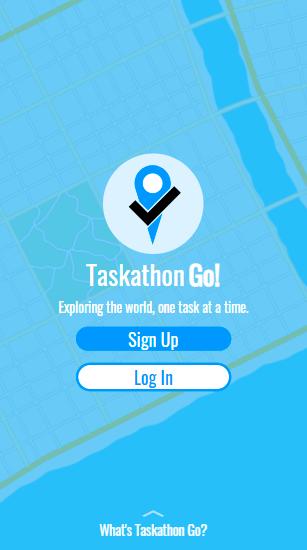 Taskathon Go!
Exploring the world, one task at a time.
Sign Up
Log In
What's Taskathon Go?